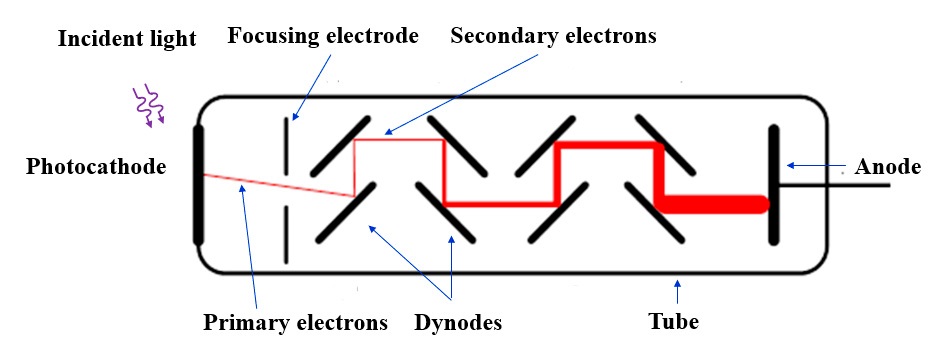 Incident light
Focusing electrode
Secondary electrons
Photocathode
Anode
Primary electrons
Dynodes
Tube